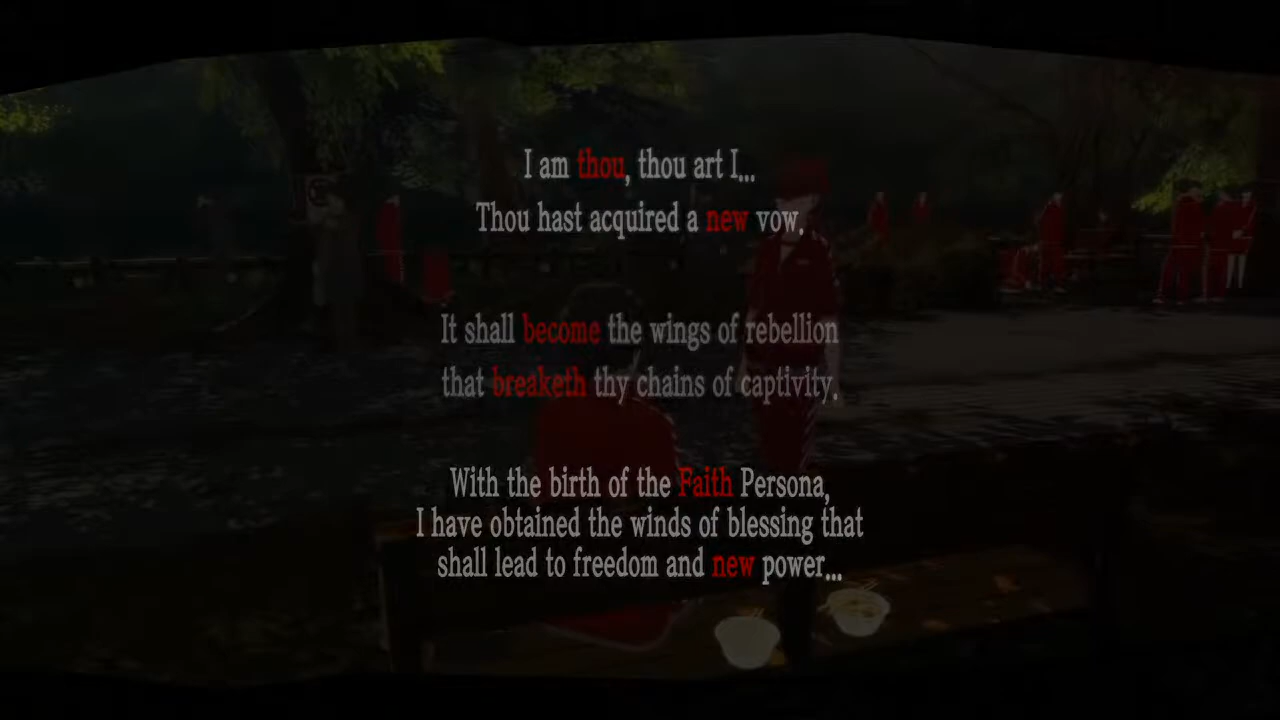 I am thou, thou art I...
Thou hast acquired a new vow.
It shall become the wings of rebellion
that breaketh thy chains of captivity.
With the birth of the Faith Persona,
I have obtained the winds of blessing that
shall lead to freedom and new power...